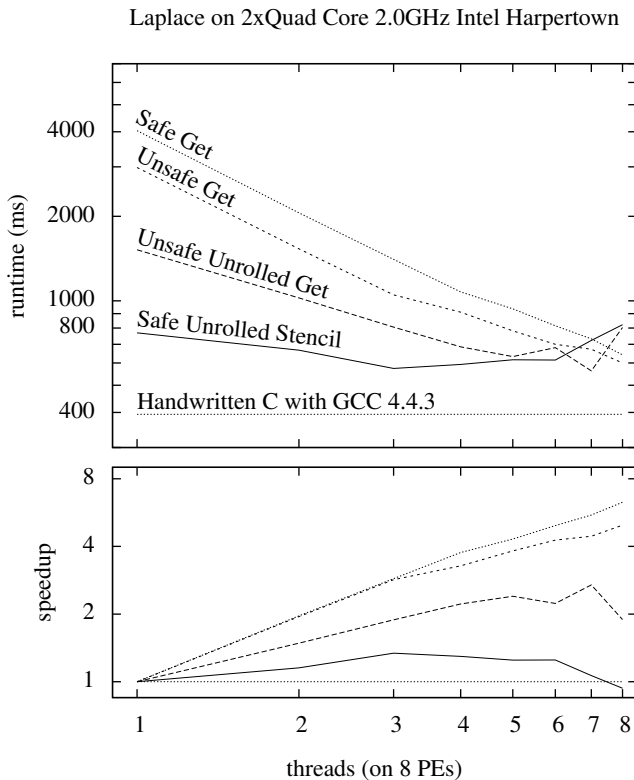 Laplace on 2xQuad Core 2.0GHz Intel Harpertown
runtime (ms)
4000
2000
1000
800
400
Safe Get
Unsafe Get
Unsafe Unrolled Get
Safe Unrolled Stencil
Handwritten C with GCC 4.4.3
speedup
8
4
2
1
1 2 3 4 5 6 7 8
threads (on 8 PEs)